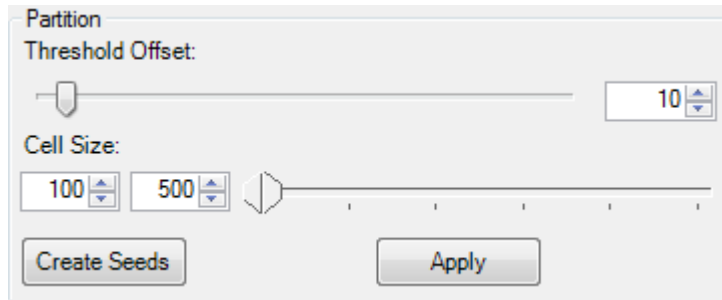 Partition
Threshold Offset:
10
Cell Size:
100 500
Create Seeds Apply